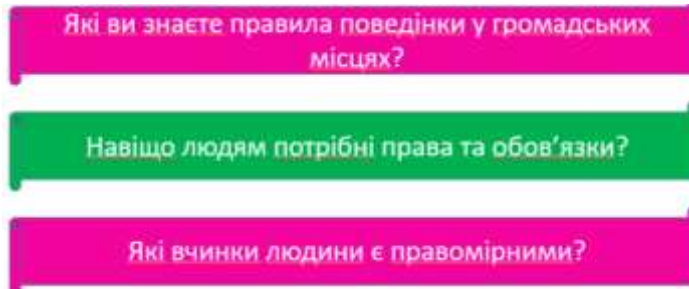 Які ви знаєте правила поведінки у громадських
місцях?
Навіщо людям потрібні права та обов’язки?
Які вчинки людини є правомірними?